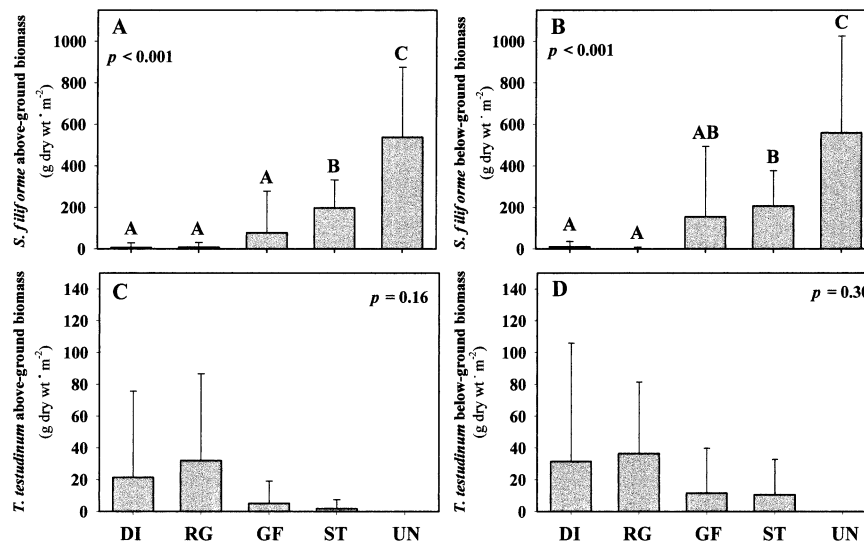 A
p < 0.001
S. filiforme above-ground biomass
(g dry wt · m⁻²)
1000
800
600
400
200
0
A
A
A
B
C
B
p < 0.001
S. filiforme below-ground biomass
(g dry wt · m⁻²)
1000
800
600
400
200
0
A
A
AB
B
C
C
p = 0.16
T. testudinum above-ground biomass
(g dry wt · m⁻²)
140
120
100
80
60
40
20
0
DI RG GF ST UN
D
p = 0.30
T. testudinum below-ground biomass
(g dry wt · m⁻²)
140
120
100
80
60
40
20
0
DI RG GF ST UN